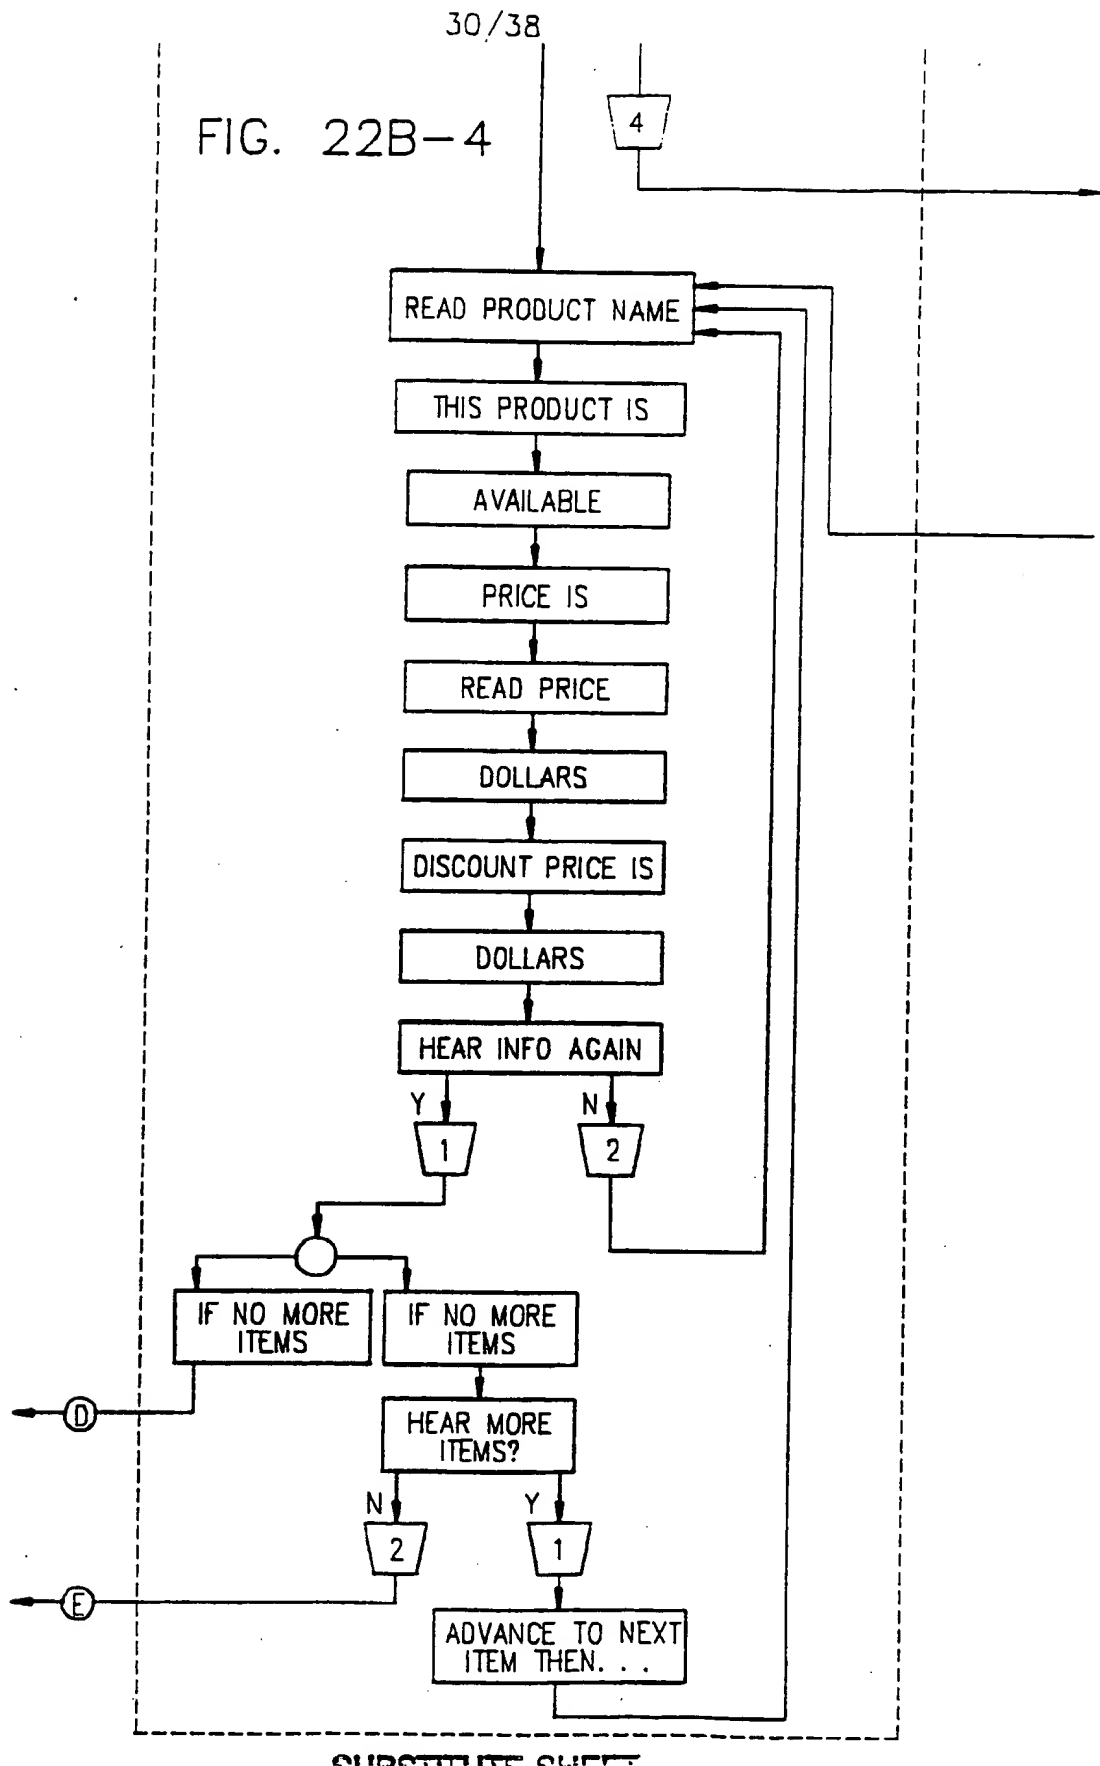 30/38
FIG. 22B-4
4
READ PRODUCT NAME
THIS PRODUCT IS
AVAILABLE
PRICE IS
READ PRICE
DOLLARS
DISCOUNT PRICE IS
DOLLARS
HEAR INFO AGAIN
Y
N
1
2
IF NO MORE
ITEMS
IF NO MORE
ITEMS
D
HEAR MORE
ITEMS?
N
Y
2
1
E
ADVANCE TO NEXT
ITEM THEN. . .
SUBSTITUTE SHEET